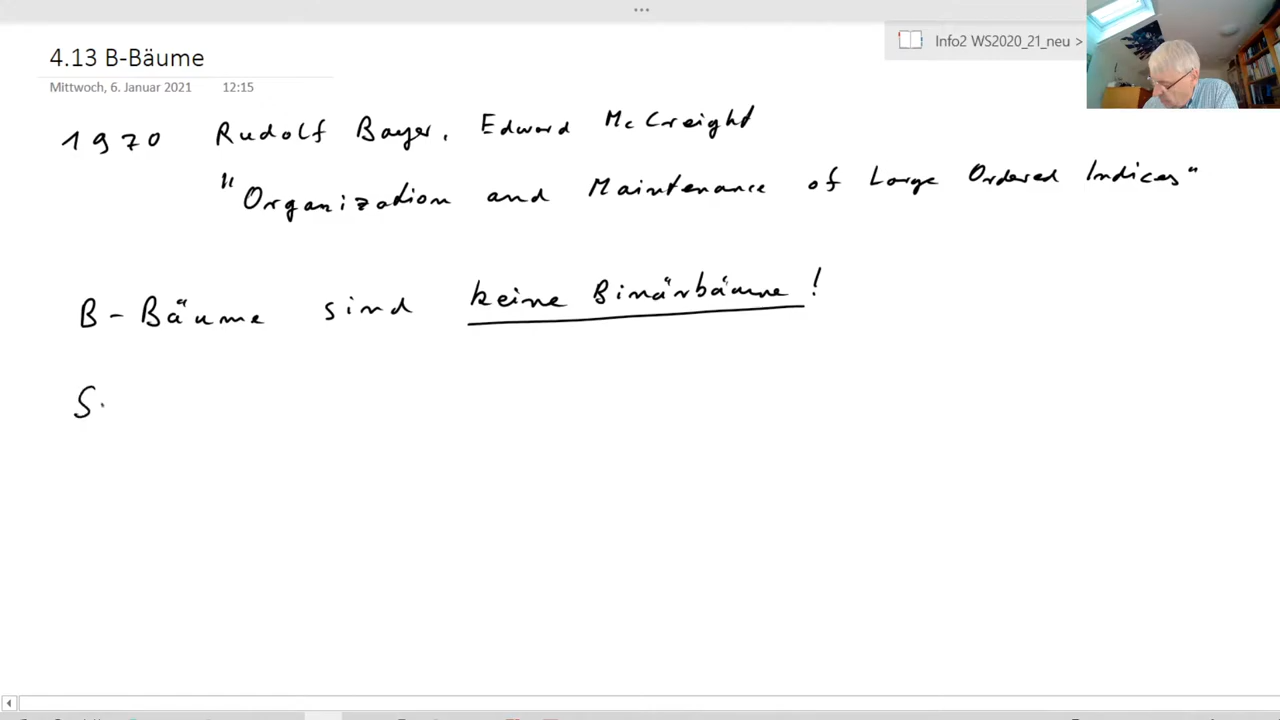 Info2 WS2020_21_neu >
4.13 B-Bäume
Mittwoch, 6. Januar 2021 12:15
1970 Rudolf Bayer, Edward McCreight
"Organization and Maintenance of Large Ordered Indices"
B-Bäume sind keine Binärbäume!
S